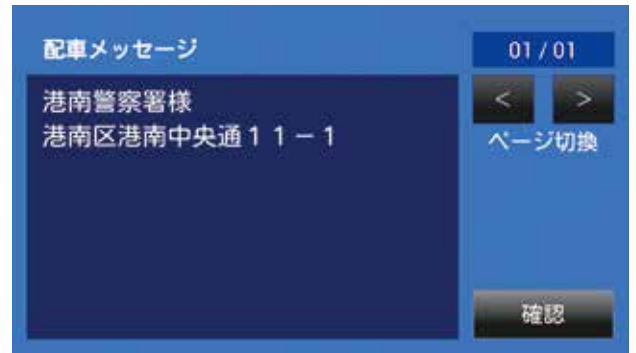 配車メッセージ
01/01
港南警察署様
港南区港南中央通11-1
< >
ページ切換
確認